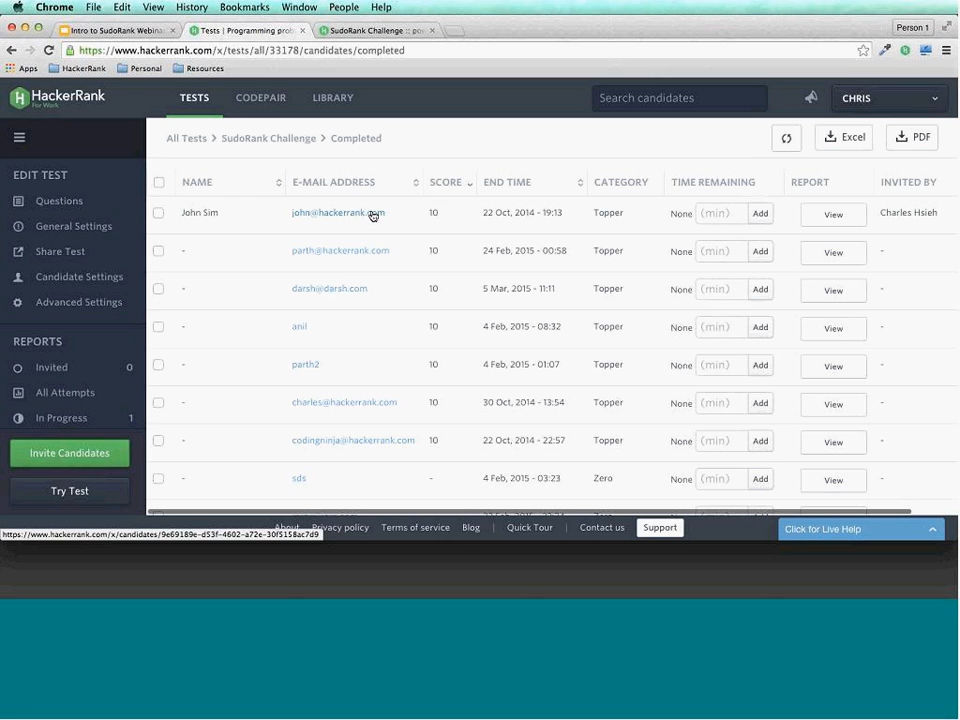 Chrome File Edit View History Bookmarks Window People Help
Intro to SudoRank Webina × Tests | Programming prob × SudoRank Challenge :: po × Person 1
https://www.hackerrank.com/x/tests/all/33178/candidates/completed
Apps HackerRank Personal Resources
HackerRank For Work TESTS CODEPAIR LIBRARY Search candidates CHRIS
All Tests > SudoRank Challenge > Completed Excel PDF
EDIT TEST
Questions
General Settings
Share Test
Candidate Settings
Advanced Settings
REPORTS
Invited 0
All Attempts
In Progress 1
Invite Candidates
Try Test
NAME E-MAIL ADDRESS SCORE END TIME CATEGORY TIME REMAINING REPORT INVITED BY
John Sim john@hackerrank.com 10 22 Oct, 2014 - 19:13 Topper None (min) Add View Charles Hsieh
- parth@hackerrank.com 10 24 Feb, 2015 - 00:58 Topper None (min) Add View -
- darsh@darsh.com 10 5 Mar, 2015 - 11:11 Topper None (min) Add View -
- anil 10 4 Feb, 2015 - 08:32 Topper None (min) Add View -
- parth2 10 4 Feb, 2015 - 01:07 Topper None (min) Add View -
- charles@hackerrank.com 10 30 Oct, 2014 - 13:54 Topper None (min) Add View -
- codingninja@hackerrank.com 10 22 Oct, 2014 - 22:57 Topper None (min) Add View -
- sds - 4 Feb, 2015 - 03:23 Zero None (min) Add View -
About Privacy policy Terms of service Blog | Quick Tour | Contact us Support Click for Live Help
https://www.hackerrank.com/x/candidates/9e69189e-d53f-4602-a72e-30f5158ac7d9